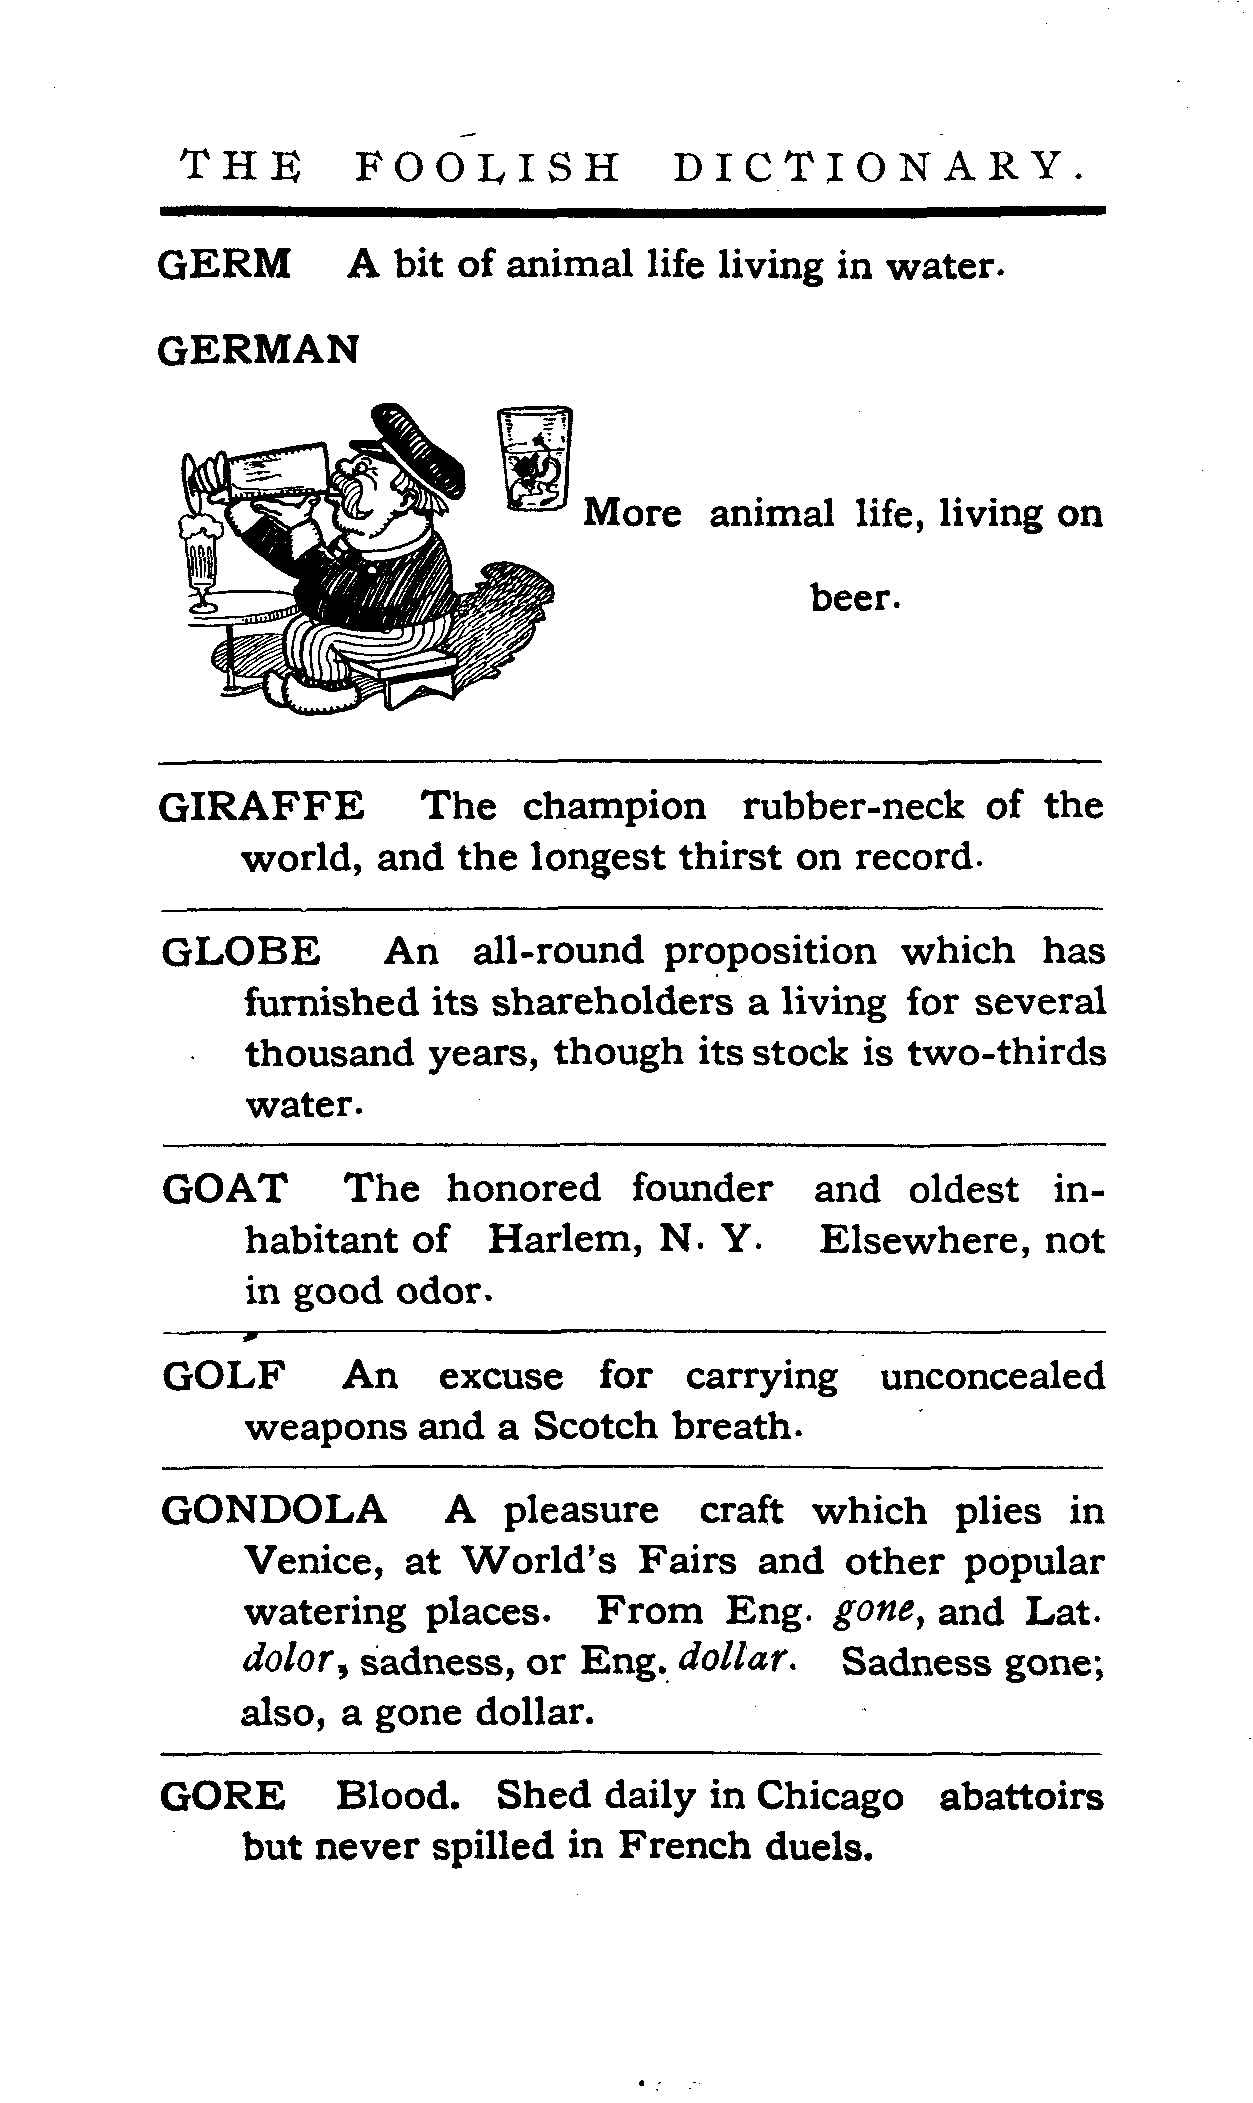 THE FOOLISH DICTIONARY.
GERM A bit of animal life living in water.
GERMAN
More animal life, living on
beer.
GIRAFFE The champion rubber-neck of the
world, and the longest thirst on record.
GLOBE An all-round proposition which has
furnished its shareholders a living for several
thousand years, though its stock is two-thirds
water.
GOAT The honored founder and oldest in-
habitant of Harlem, N. Y. Elsewhere, not
in good odor.
GOLF An excuse for carrying unconcealed
weapons and a Scotch breath.
GONDOLA A pleasure craft which plies in
Venice, at World's Fairs and other popular
watering places. From Eng. gone, and Lat.
dolor, sadness, or Eng. dollar. Sadness gone;
also, a gone dollar.
GORE Blood. Shed daily in Chicago abattoirs
but never spilled in French duels.